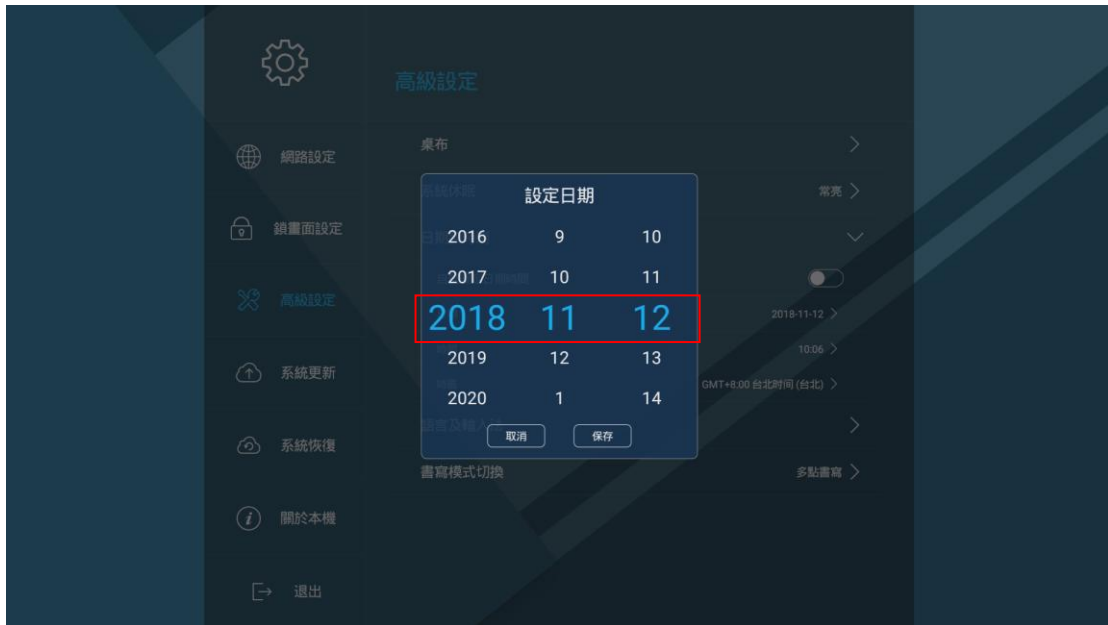 高級設定
網路設定
鎖畫面設定
高級設定
系統更新
系統恢復
關於本機
退出
桌布
系統休眠 常亮
設定日期
2016 9 10
2017 10 11
2018 11 12
2019 12 13
2020 1 14
取消 保存
2018-11-12
10:06
GMT+8:00 台北时间 (台北)
書寫模式切換 多點書寫